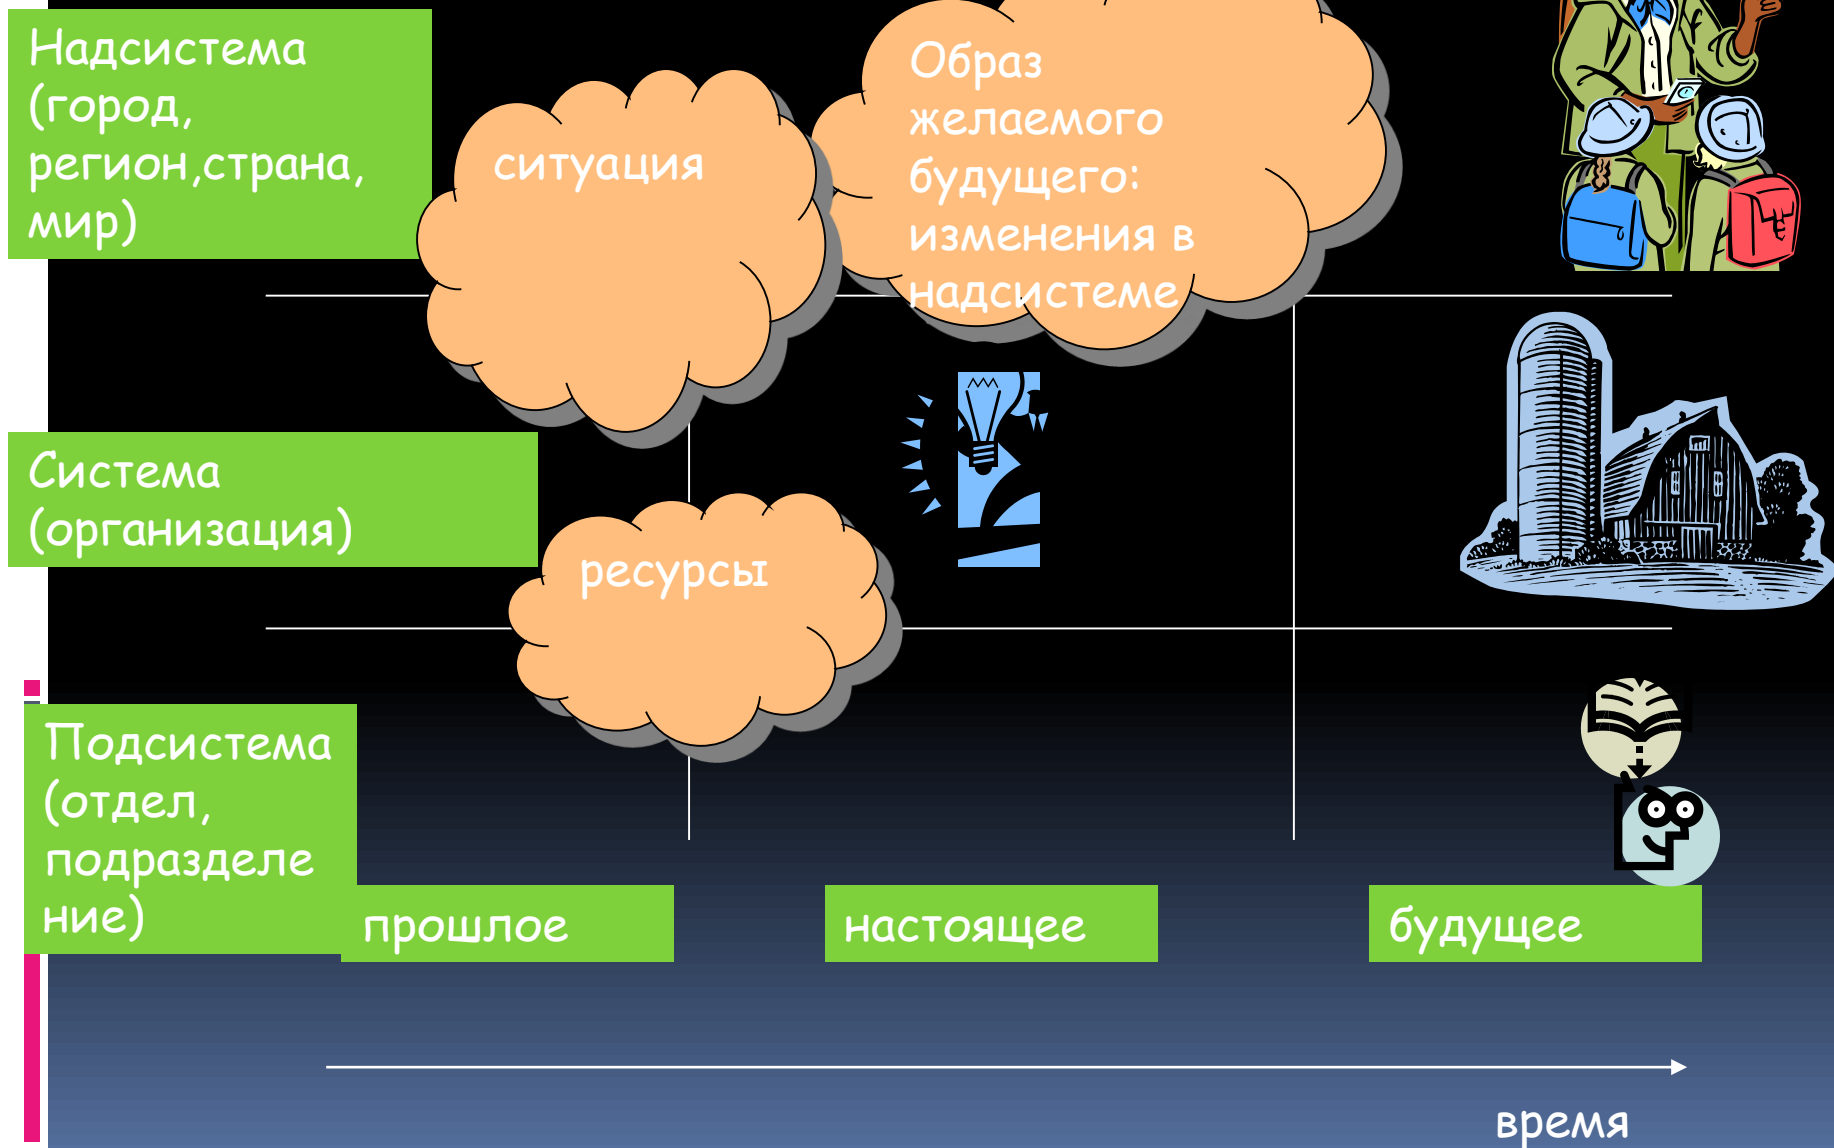 Надсистема
(город,
регион,страна,
мир)
ситуация
Образ
желаемого
будущего:
изменения в
надсистеме
Система
(организация)
ресурсы
Подсистема
(отдел,
подразделе
ние)
прошлое
настоящее
будущее
время